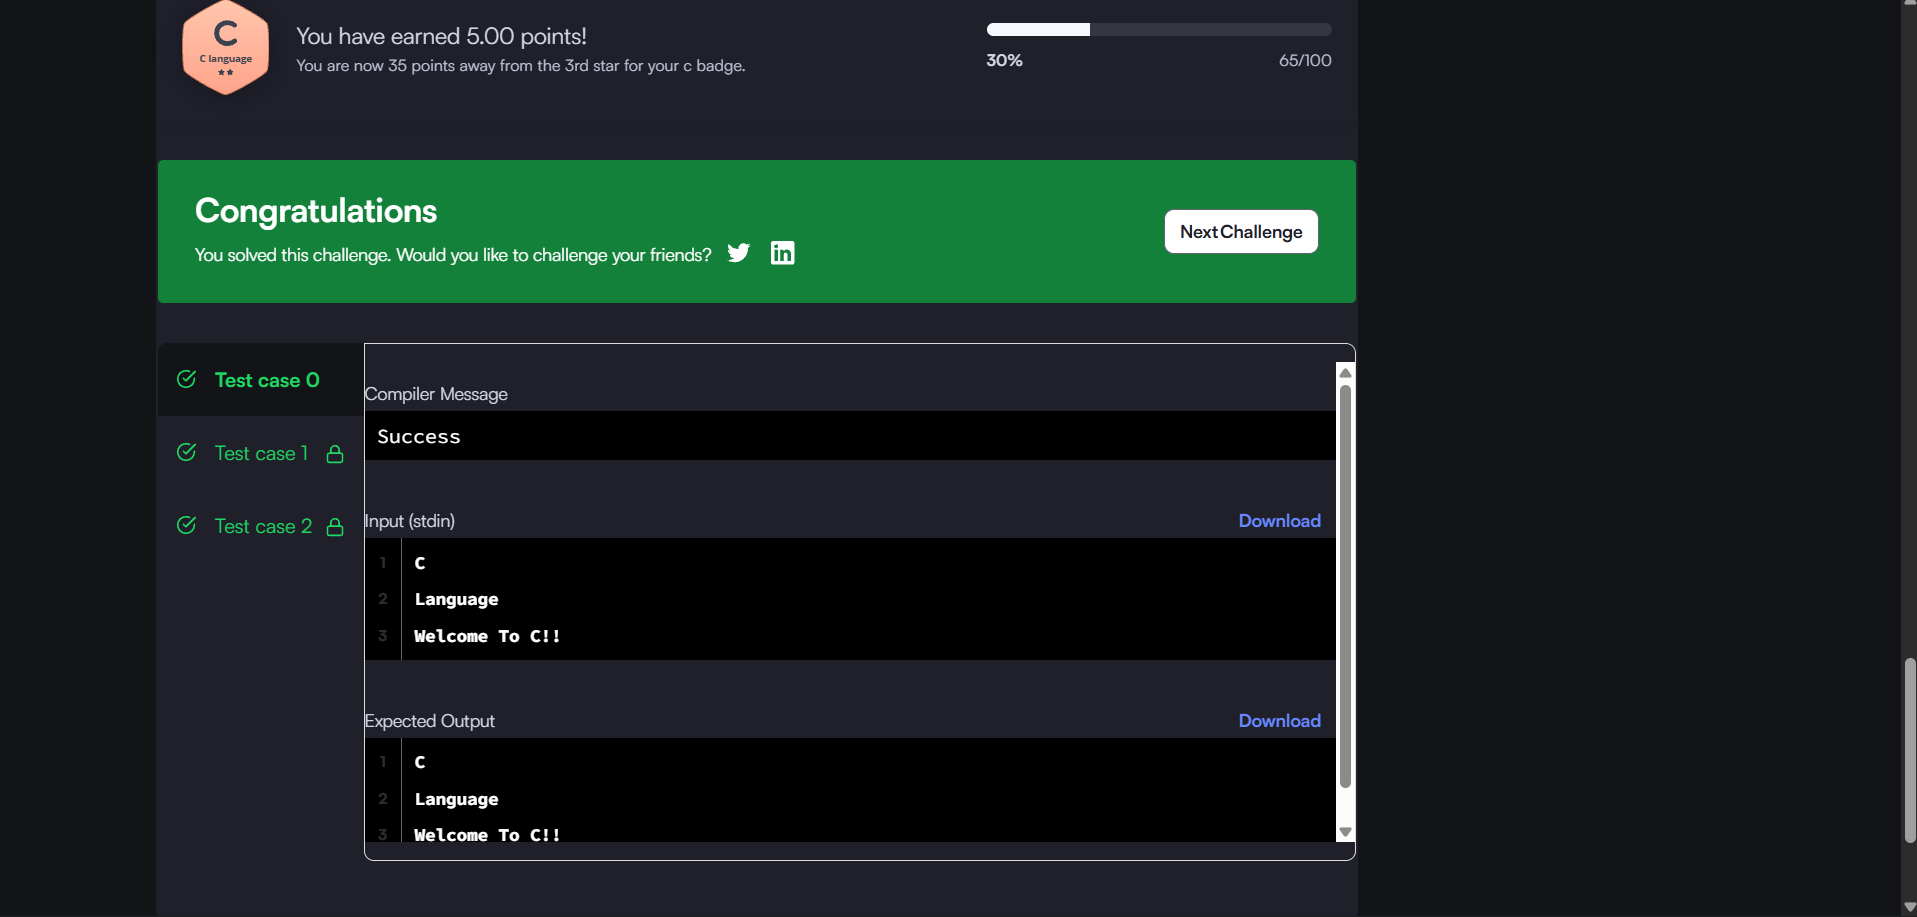 C
C language
You have earned 5.00 points!
You are now 35 points away from the 3rd star for your c badge.
30%
65/100
Congratulations
You solved this challenge. Would you like to challenge your friends?
in
Next Challenge
Test case 0
Test case 1
Test case 2
Compiler Message
Success
Input (stdin)
Download
1 C
2 Language
3 Welcome To C!!
Expected Output
Download
1 C
2 Language
3 Welcome To C!!